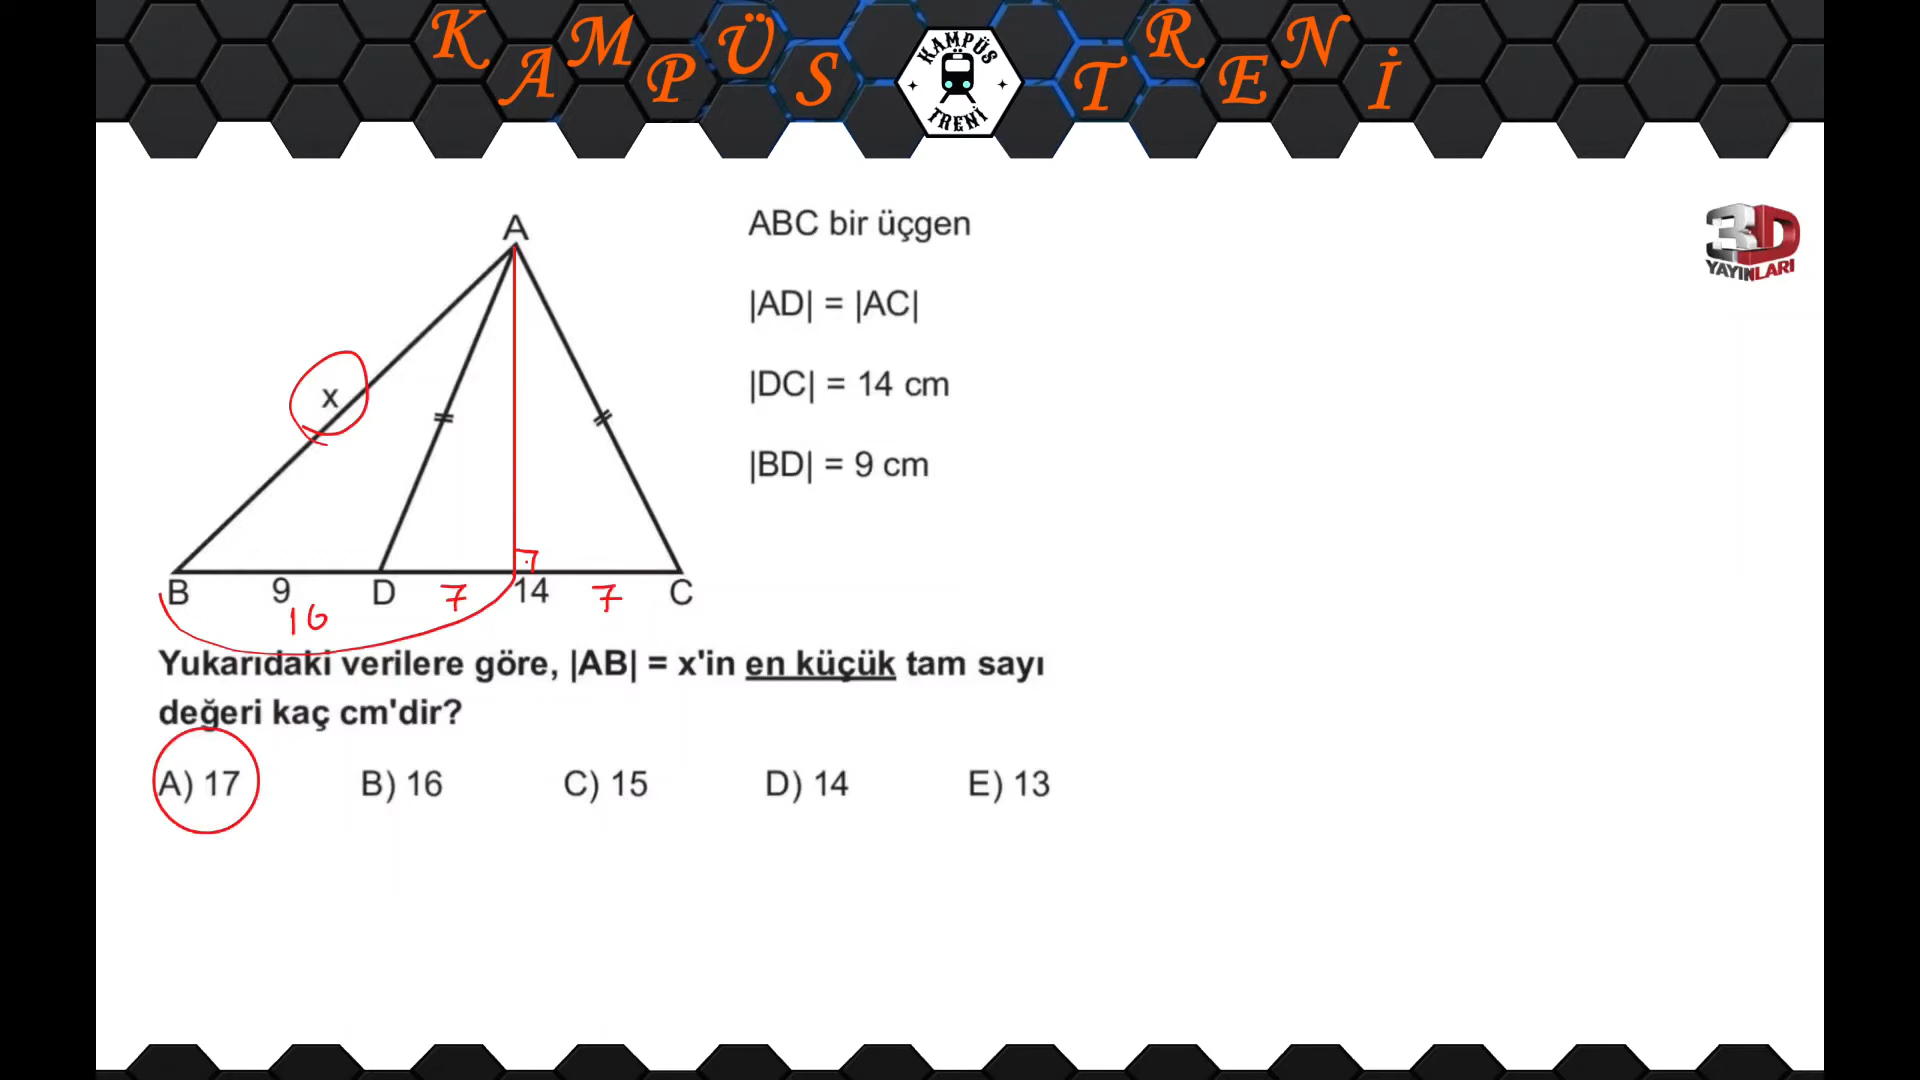 KAMPÜS
TRENİ
KAMPÜS
TRENİ
3D
YAYINLARI
A
ABC bir üçgen
|AD| = |AC|
x
|DC| = 14 cm
|BD| = 9 cm
B 9 D 7 14 7 C
16
Yukarıdaki verilere göre, |AB| = x'in en küçük tam sayı
değeri kaç cm'dir?
A) 17 B) 16 C) 15 D) 14 E) 13